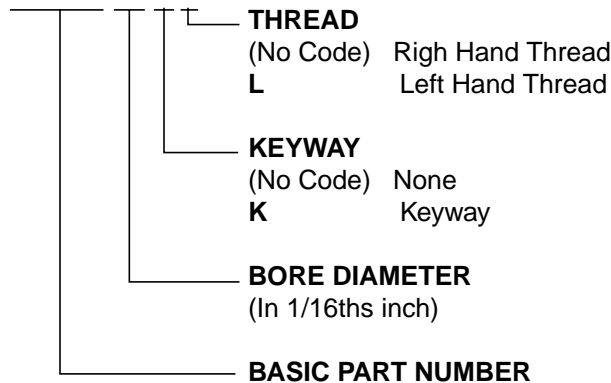 THREAD
(No Code) Righ Hand Thread
L Left Hand Thread
KEYWAY
(No Code) None
K Keyway
BORE DIAMETER
(In 1/16ths inch)
BASIC PART NUMBER